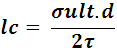 lc = σult.d / 2τ